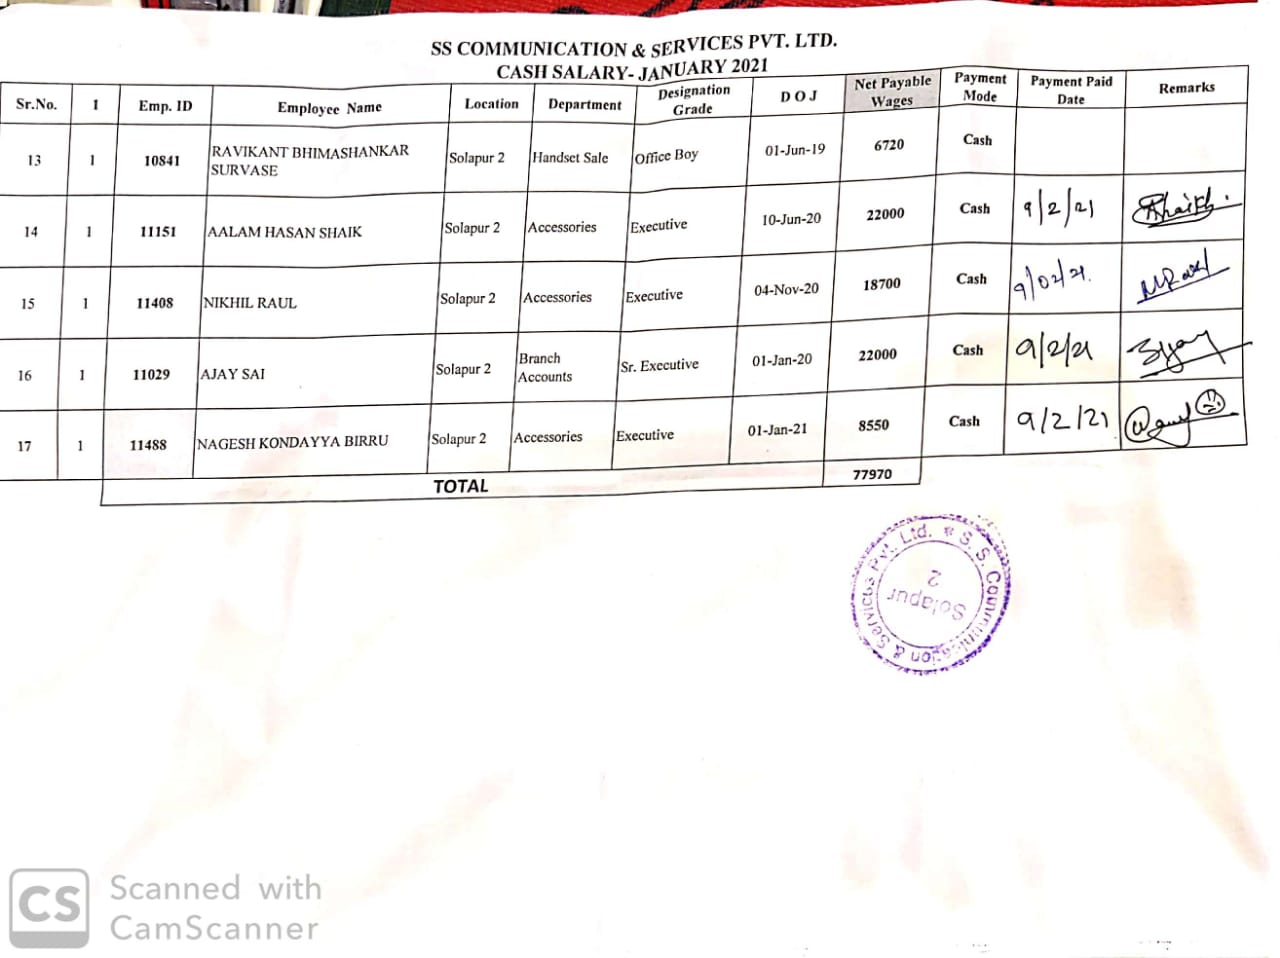 SS COMMUNICATION & SERVICES PVT. LTD.
CASH SALARY- JANUARY 2021
Sr.No. 1 Emp. ID Employee Name Location Department Designation Grade D O J Net Payable Wages Payment Mode Payment Paid Date Remarks
13 1 10841 RAVIKANT BHIMASHANKAR SURVASE Solapur 2 Handset Sale Office Boy 01-Jun-19 6720 Cash
14 1 11151 AALAM HASAN SHAIK Solapur 2 Accessories Executive 10-Jun-20 22000 Cash 9/2/21
15 1 11408 NIKHIL RAUL Solapur 2 Accessories Executive 04-Nov-20 18700 Cash 9/02/21.
16 1 11029 AJAY SAI Solapur 2 Branch Accounts Sr. Executive 01-Jan-20 22000 Cash 9/2/21
17 1 11488 NAGESH KONDAYYA BIRRU Solapur 2 Accessories Executive 01-Jan-21 8550 Cash 9/2/21
TOTAL 77970
S. S. Communication & Services Pvt. Ltd.
Solapur
2
CS Scanned with
CamScanner